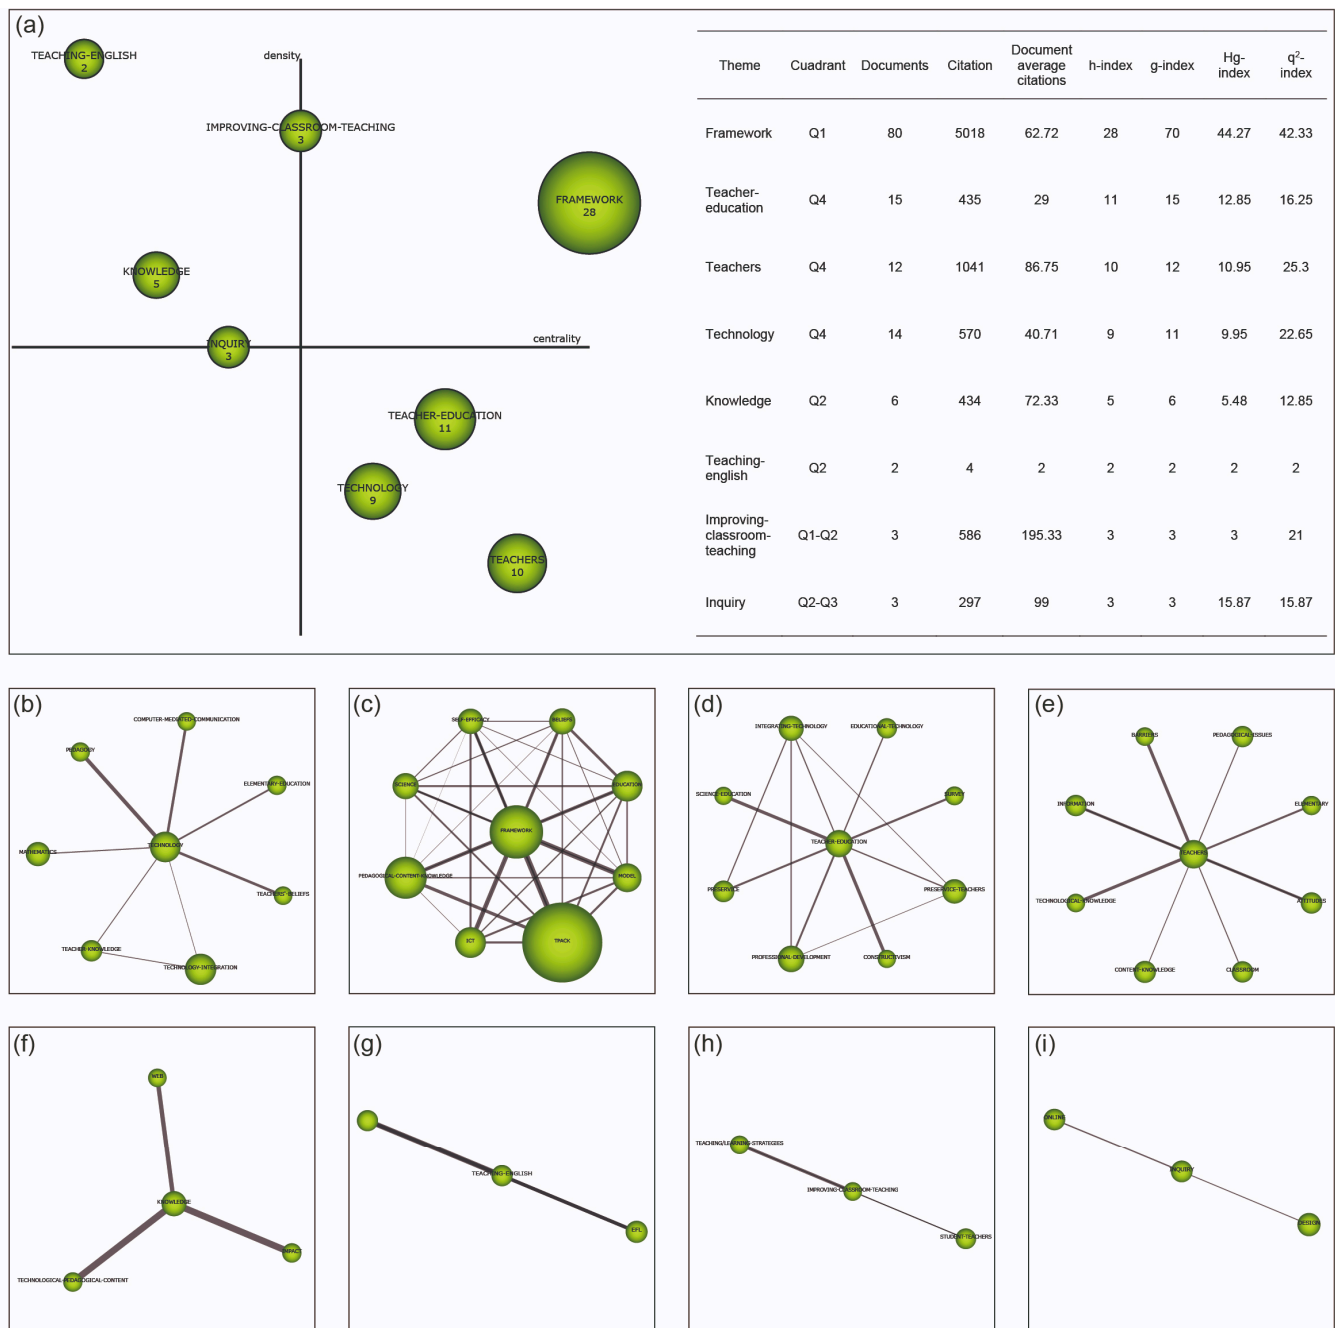 (a)
TEACHING-ENGLISH
2
density
IMPROVING-CLASSROOM-TEACHING
3
FRAMEWORK
28
KNOWLEDGE
5
centrality
INQUIRY
3
TEACHER-EDUCATION
11
TECHNOLOGY
9
TEACHERS
10
Theme Cuadrant Documents Citation Document average citations h-index g-index Hg-index q²-index
Framework Q1 80 5018 62.72 28 70 44.27 42.33
Teacher-education Q4 15 435 29 11 15 12.85 16.25
Teachers Q4 12 1041 86.75 10 12 10.95 25.3
Technology Q4 14 570 40.71 9 11 9.95 22.65
Knowledge Q2 6 434 72.33 5 6 5.48 12.85
Teaching-english Q2 2 4 2 2 2 2 2
Improving-classroom-teaching Q1-Q2 3 586 195.33 3 3 3 21
Inquiry Q2-Q3 3 297 99 3 3 15.87 15.87
(b)
COMPUTER-MEDIATED-COMMUNICATION
PEDAGOGY
ELEMENTARY-EDUCATION
TECHNOLOGY
MATHEMATICS
TEACHERS'-BELIEFS
TEACHER-KNOWLEDGE
TECHNOLOGY-INTEGRATION
(c)
SELF-EFFICACY
BELIEFS
SCIENCE
EDUCATION
FRAMEWORK
PEDAGOGICAL-CONTENT-KNOWLEDGE
MODEL
ICT
TPACK
(d)
INTEGRATING-TECHNOLOGY
EDUCATIONAL-TECHNOLOGY
SCIENCE-EDUCATION
SURVEY
TEACHER-EDUCATION
PRESERVICE
PRESERVICE-TEACHERS
PROFESSIONAL-DEVELOPMENT
CONSTRUCTIVISM
(e)
BARRIERS
PEDAGOGICAL-ISSUES
INFORMATION
ELEMENTARY
TEACHERS
TECHNOLOGICAL-KNOWLEDGE
ATTITUDES
CONTENT-KNOWLEDGE
CLASSROOM
(f)
WEB
KNOWLEDGE
IMPACT
TECHNOLOGICAL-PEDAGOGICAL-CONTENT
(g)
TEACHING-ENGLISH
EFL
(h)
TEACHING/LEARNING-STRATEGIES
IMPROVING-CLASSROOM-TEACHING
STUDENT-TEACHERS
(i)
ONLINE
INQUIRY
DESIGN